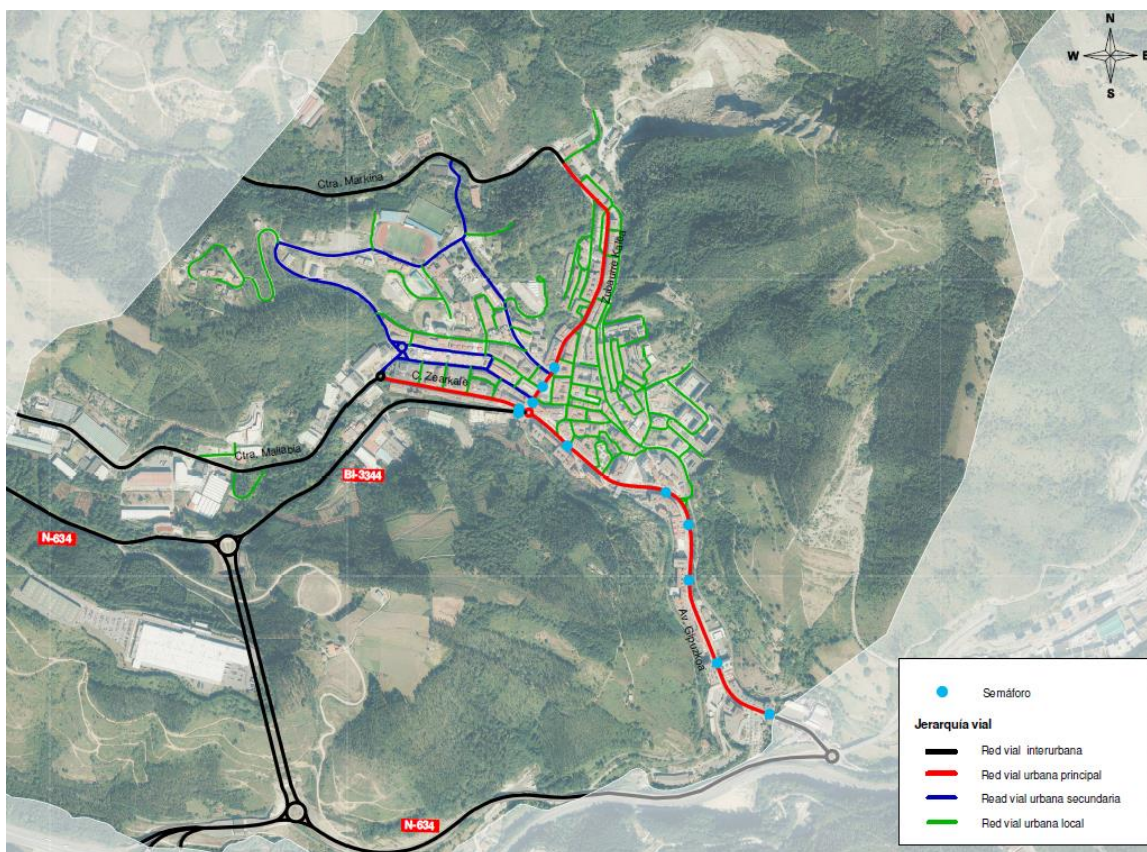 N
W E
S
Ctra. Markina
Zubiaurre Kalea
C. Zearkale
Ctra. Mallabia
BI-3344
N-634
Av. Gipuzkoa
N-634
Semáforo
Jerarquía vial
Red vial interurbana
Red vial urbana principal
Read vial urbana secundaria
Red vial urbana local